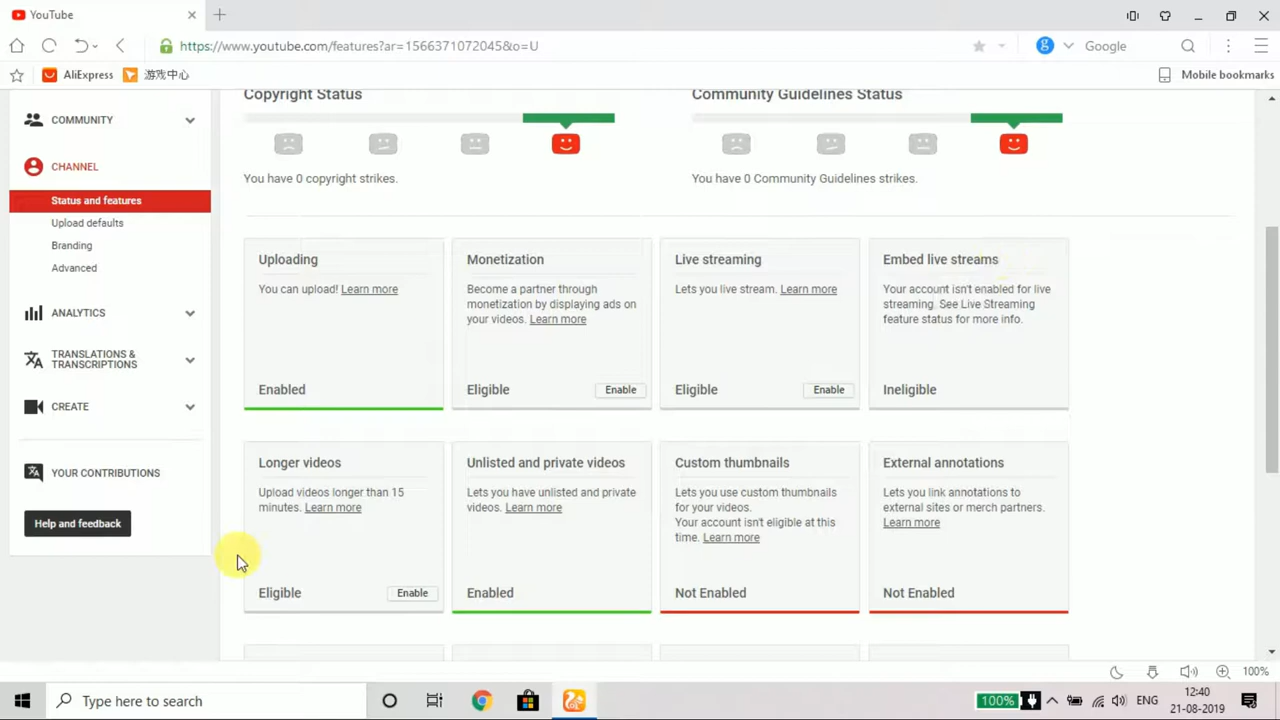 YouTube
https://www.youtube.com/features?ar=1566371072045&o=U
Google
AliExpress
游戏中心
Mobile bookmarks
COMMUNITY
CHANNEL
Status and features
Upload defaults
Branding
Advanced
ANALYTICS
TRANSLATIONS &
TRANSCRIPTIONS
CREATE
YOUR CONTRIBUTIONS
Help and feedback
Copyright Status
You have 0 copyright strikes.
Community Guidelines Status
You have 0 Community Guidelines strikes.
Uploading
You can upload! Learn more
Enabled
Monetization
Become a partner through
monetization by displaying ads on
your videos. Learn more
Eligible
Enable
Live streaming
Lets you live stream. Learn more
Eligible
Enable
Embed live streams
Your account isn't enabled for live
streaming. See Live Streaming
feature status for more info.
Ineligible
Longer videos
Upload videos longer than 15
minutes. Learn more
Eligible
Enable
Unlisted and private videos
Lets you have unlisted and private
videos. Learn more
Enabled
Custom thumbnails
Lets you use custom thumbnails
for your videos.
Your account isn't eligible at this
time. Learn more
Not Enabled
External annotations
Lets you link annotations to
external sites or merch partners.
Learn more
Not Enabled
100%
Type here to search
100%
ENG
12:40
21-08-2019